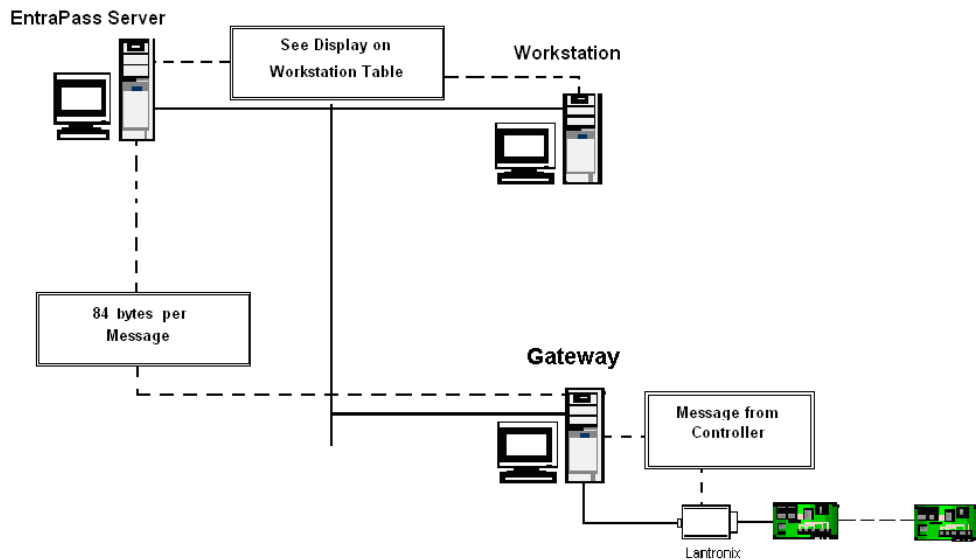 EntraPass Server
See Display on
Workstation Table
Workstation
84 bytes per
Message
Gateway
Message from
Controller
Lantronix